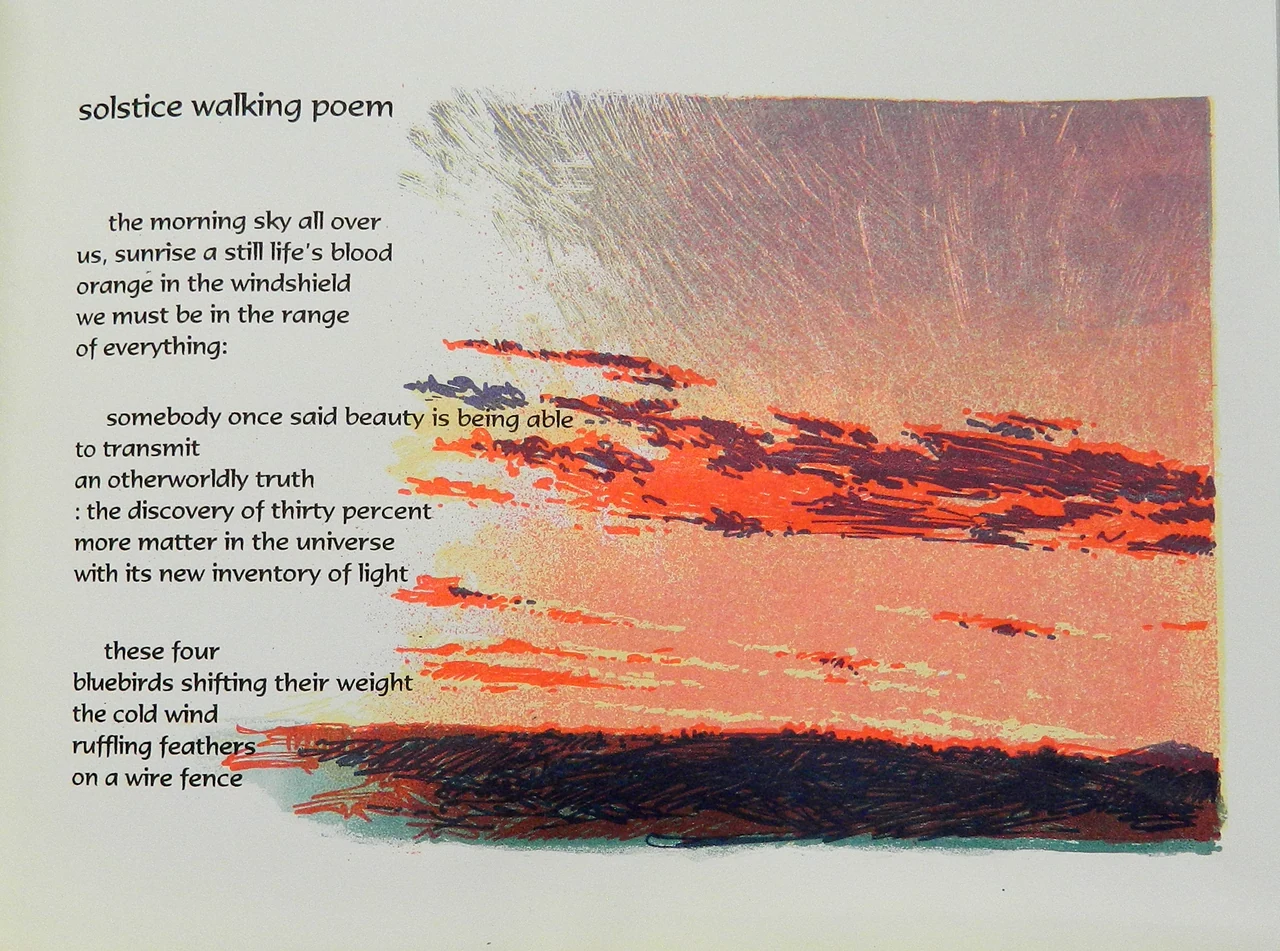 solstice walking poem
the morning sky all over
us, sunrise a still life's blood
orange in the windshield
we must be in the range
of everything:
somebody once said beauty is being able
to transmit
an otherworldly truth
: the discovery of thirty percent
more matter in the universe
with its new inventory of light
these four
bluebirds shifting their weight
the cold wind
ruffling feathers
on a wire fence